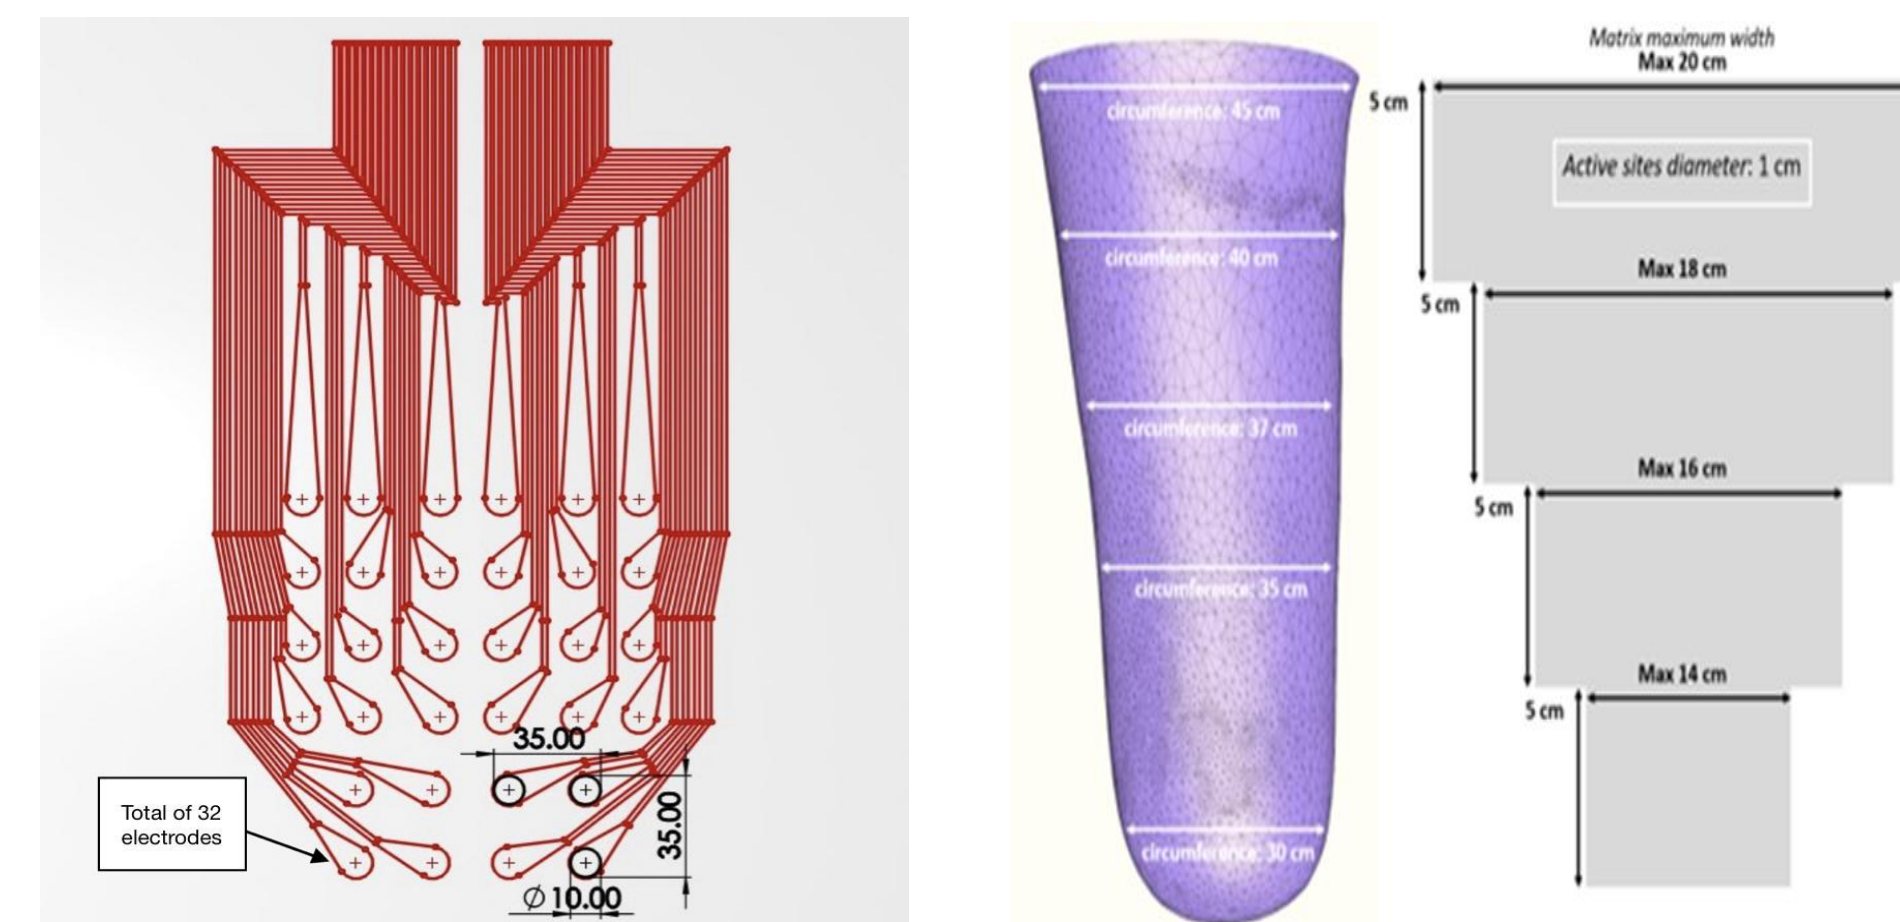 35.00
35.00
Total of 32
electrodes
Ø 10.00
circumference: 45 cm
circumference: 40 cm
circumference: 37 cm
circumference: 35 cm
circumference: 30 cm
Matrix maximum width
Max 20 cm
5 cm
Active sites diameter: 1 cm
Max 18 cm
5 cm
Max 16 cm
5 cm
Max 14 cm
5 cm